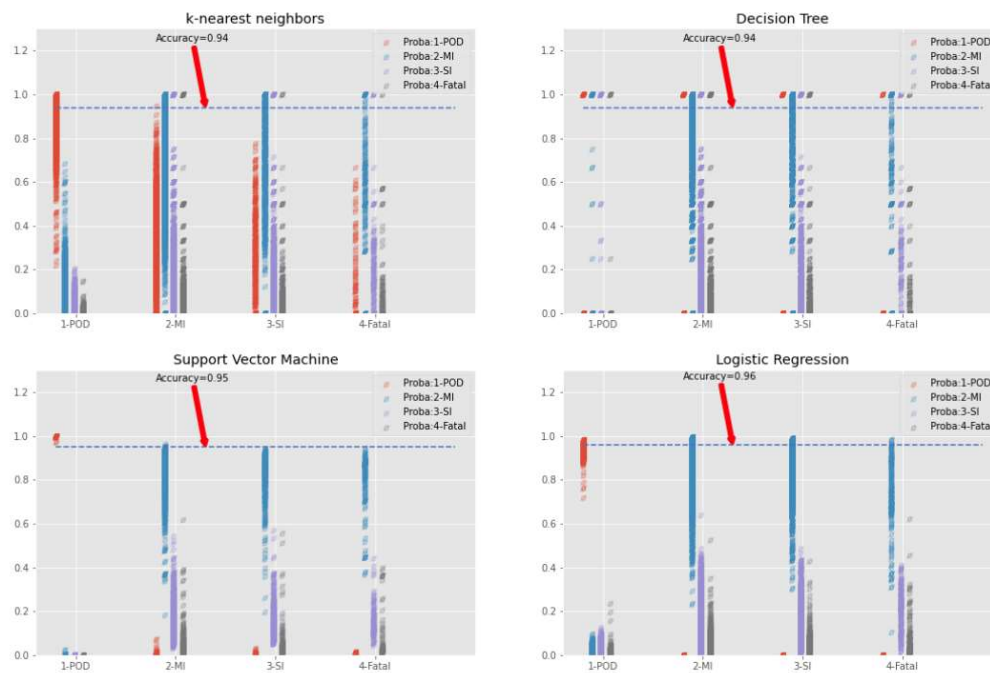 k-nearest neighbors
Accuracy=0.94
Proba:1-POD
Proba:2-MI
Proba:3-SI
Proba:4-Fatal
1.2
1.0
0.8
0.6
0.4
0.2
0.0
1-POD 2-MI 3-SI 4-Fatal
Decision Tree
Accuracy=0.94
Proba:1-POD
Proba:2-MI
Proba:3-SI
Proba:4-Fatal
1.2
1.0
0.8
0.6
0.4
0.2
0.0
1-POD 2-MI 3-SI 4-Fatal
Support Vector Machine
Accuracy=0.95
Proba:1-POD
Proba:2-MI
Proba:3-SI
Proba:4-Fatal
1.2
1.0
0.8
0.6
0.4
0.2
0.0
1-POD 2-MI 3-SI 4-Fatal
Logistic Regression
Accuracy=0.96
Proba:1-POD
Proba:2-MI
Proba:3-SI
Proba:4-Fatal
1.2
1.0
0.8
0.6
0.4
0.2
0.0
1-POD 2-MI 3-SI 4-Fatal